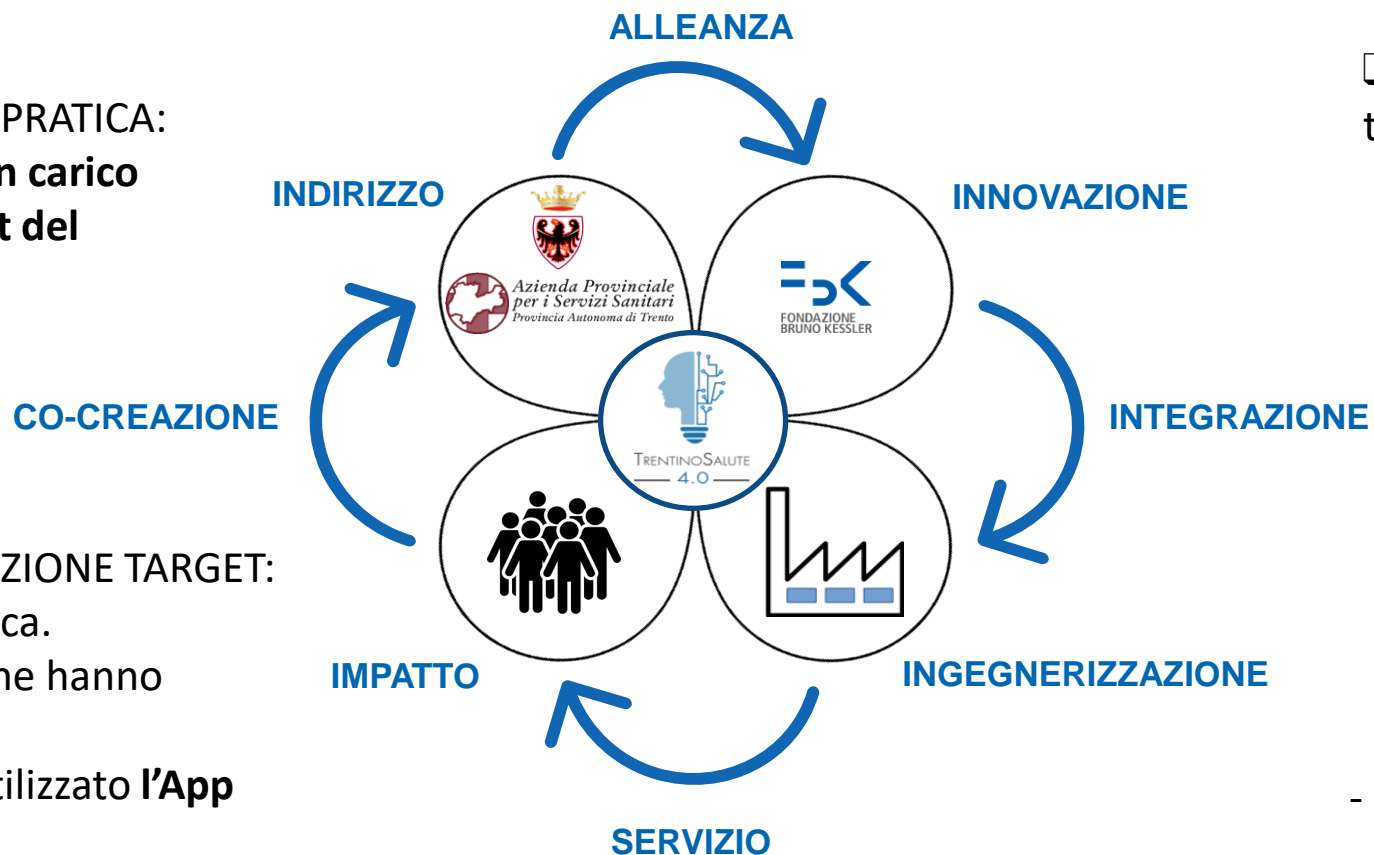 ALLEANZA
PRATICA:
n carico
t del
INDIRIZZO
INNOVAZIONE
Azienda Provinciale
per i Servizi Sanitari
Provincia Autonoma di Trento
FBK
FONDAZIONE
BRUNO KESSLER
CO-CREAZIONE
TRENTINOSALUTE
4.0
INTEGRAZIONE
ZIONE TARGET:
ca.
ne hanno
tilizzato l’App
IMPATTO
INGEGNERIZZAZIONE
SERVIZIO
t
-